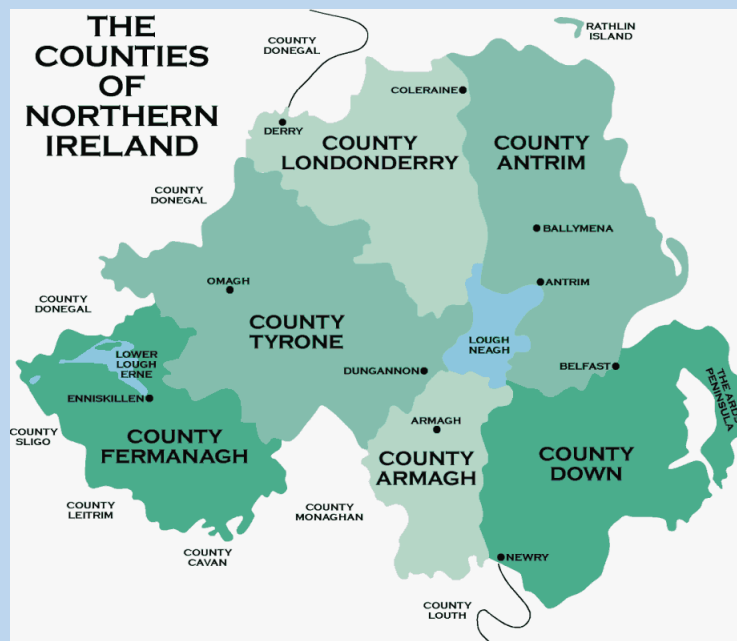 THE
COUNTIES
OF
NORTHERN
IRELAND
COUNTY
DONEGAL
RATHLIN
ISLAND
COLERAINE
DERRY
COUNTY
LONDONDERRY
COUNTY
ANTRIM
COUNTY
DONEGAL
BALLYMENA
OMAGH
ANTRIM
COUNTY
DONEGAL
COUNTY
TYRONE
LOUGH
NEAGH
LOWER
LOUGH
ERNE
DUNGANNON
BELFAST
THE ARDS
PENINSULA
ENNISKILLEN
ARMAGH
COUNTY
SLIGO
COUNTY
FERMANAGH
COUNTY
ARMAGH
COUNTY
DOWN
COUNTY
LEITRIM
COUNTY
MONAGHAN
COUNTY
CAVAN
NEWRY
COUNTY
LOUTH